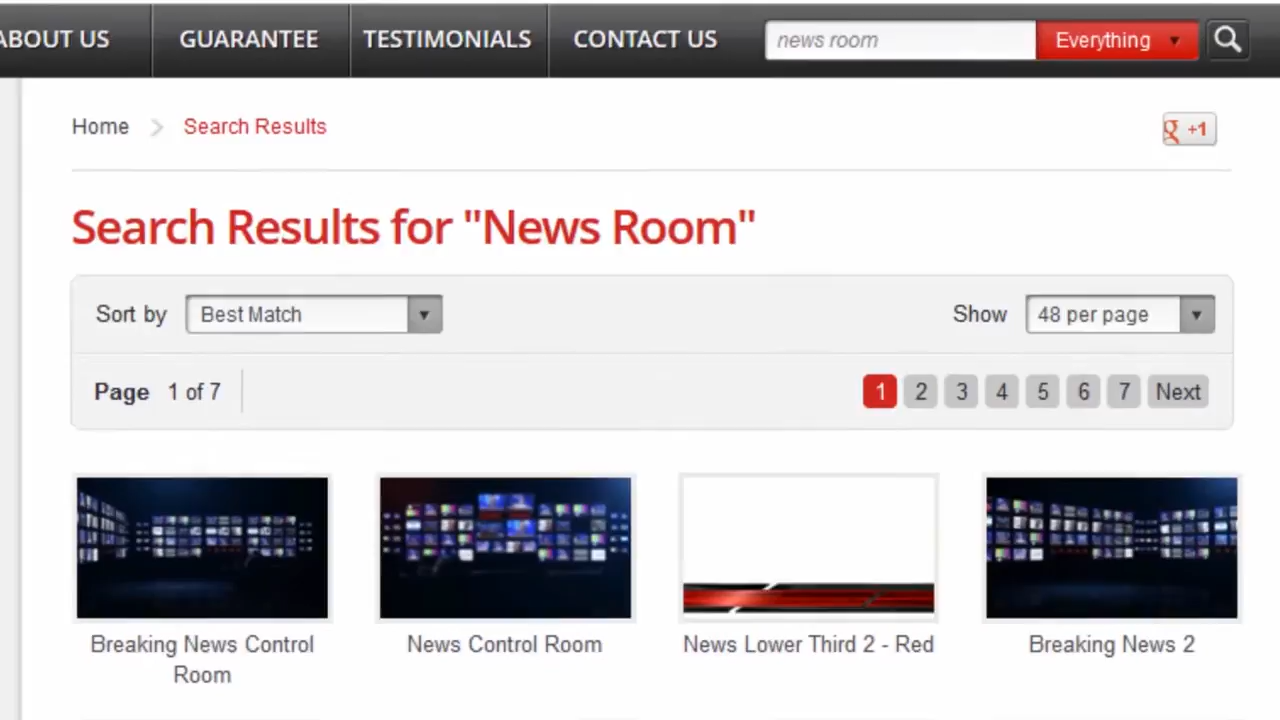 ABOUT US GUARANTEE TESTIMONIALS CONTACT US news room Everything
Home Search Results g +1
Search Results for "News Room"
Sort by Best Match Show 48 per page
Page 1 of 7 1 2 3 4 5 6 7 Next
Breaking News Control Room
News Control Room
News Lower Third 2 - Red
Breaking News 2